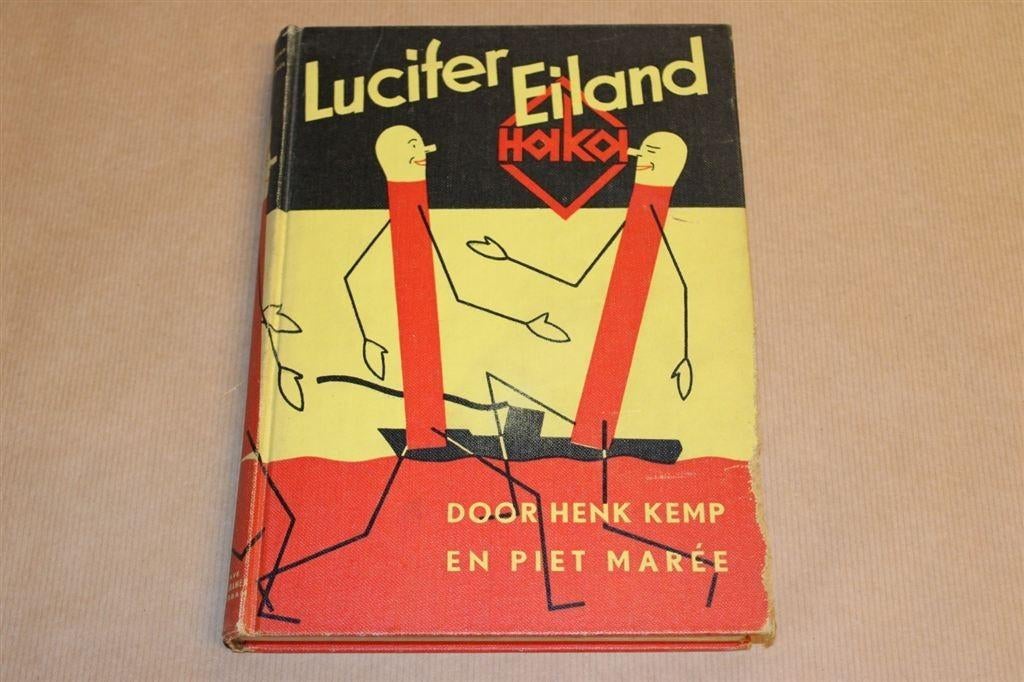 Lucifer
Eiland
HaKa
DOOR HENK KEMP
EN PIET MARÉE